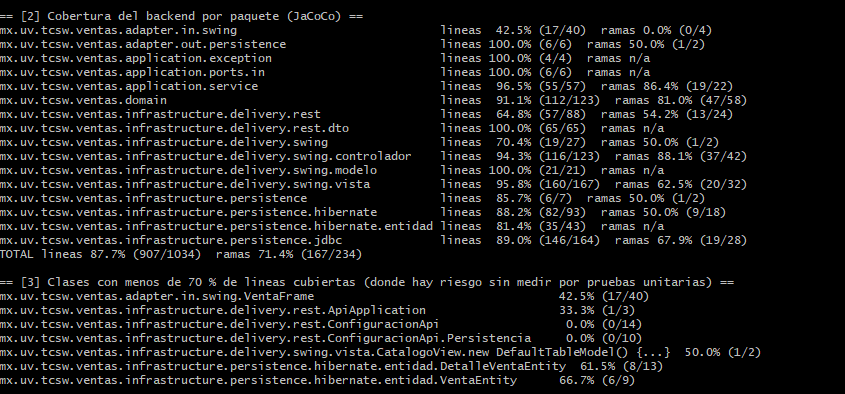 == [2] Cobertura del backend por paquete (JaCoCo) ==
mx.uv.tcsw.ventas.adapter.in.swing lineas 42.5% (17/40) ramas 0.0% (0/4)
mx.uv.tcsw.ventas.adapter.out.persistence lineas 100.0% (6/6) ramas 50.0% (1/2)
mx.uv.tcsw.ventas.application.exception lineas 100.0% (4/4) ramas n/a
mx.uv.tcsw.ventas.application.ports.in lineas 100.0% (6/6) ramas n/a
mx.uv.tcsw.ventas.application.service lineas 96.5% (55/57) ramas 86.4% (19/22)
mx.uv.tcsw.ventas.domain lineas 91.1% (112/123) ramas 81.0% (47/58)
mx.uv.tcsw.ventas.infrastructure.delivery.rest lineas 64.8% (57/88) ramas 54.2% (13/24)
mx.uv.tcsw.ventas.infrastructure.delivery.rest.dto lineas 100.0% (65/65) ramas n/a
mx.uv.tcsw.ventas.infrastructure.delivery.swing lineas 70.4% (19/27) ramas 50.0% (1/2)
mx.uv.tcsw.ventas.infrastructure.delivery.swing.controlador lineas 94.3% (116/123) ramas 88.1% (37/42)
mx.uv.tcsw.ventas.infrastructure.delivery.swing.modelo lineas 100.0% (21/21) ramas n/a
mx.uv.tcsw.ventas.infrastructure.delivery.swing.vista lineas 95.8% (160/167) ramas 62.5% (20/32)
mx.uv.tcsw.ventas.infrastructure.persistence lineas 85.7% (6/7) ramas 50.0% (1/2)
mx.uv.tcsw.ventas.infrastructure.persistence.hibernate lineas 88.2% (82/93) ramas 50.0% (9/18)
mx.uv.tcsw.ventas.infrastructure.persistence.hibernate.entidad lineas 81.4% (35/43) ramas n/a
mx.uv.tcsw.ventas.infrastructure.persistence.jdbc lineas 89.0% (146/164) ramas 67.9% (19/28)
TOTAL lineas 87.7% (907/1034) ramas 71.4% (167/234)
== [3] Clases con menos de 70 % de lineas cubiertas (donde hay riesgo sin medir por pruebas unitarias) ==
mx.uv.tcsw.ventas.adapter.in.swing.VentaFrame 42.5% (17/40)
mx.uv.tcsw.ventas.infrastructure.delivery.rest.ApiApplication 33.3% (1/3)
mx.uv.tcsw.ventas.infrastructure.delivery.rest.ConfiguracionApi 0.0% (0/14)
mx.uv.tcsw.ventas.infrastructure.delivery.rest.ConfiguracionApi.Persistencia 0.0% (0/10)
mx.uv.tcsw.ventas.infrastructure.delivery.swing.vista.CatalogoView.new DefaultTableModel() {...} 50.0% (1/2)
mx.uv.tcsw.ventas.infrastructure.persistence.hibernate.entidad.DetalleVentaEntity 61.5% (8/13)
mx.uv.tcsw.ventas.infrastructure.persistence.hibernate.entidad.VentaEntity 66.7% (6/9)